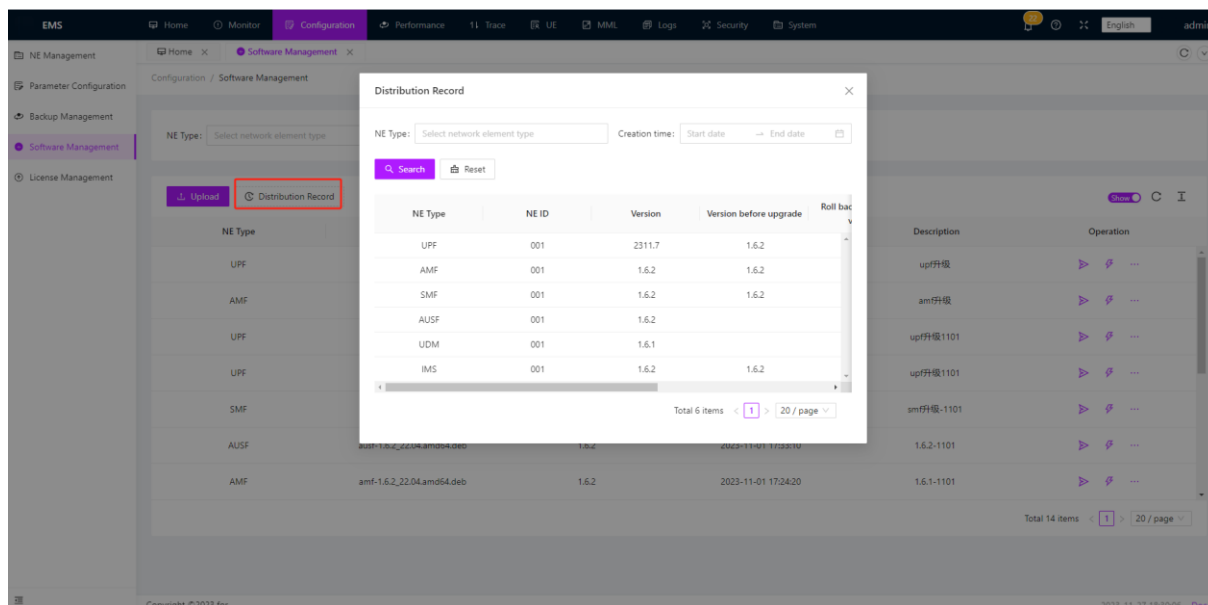 EMS Home Monitor Configuration Performance Trace UE MML Logs Security System 22 English
NE Management
Parameter Configuration
Backup Management
Software Management
License Management
Home × Software Management ×
Configuration / Software Management
NE Type: Select network element type
Upload Distribution Record Show
Distribution Record
NE Type: Select network element type Creation time: Start date → End date
Search Reset
NE Type NE ID Version Version before upgrade Roll bac
UPF 001 2311.7 1.6.2
AMF 001 1.6.2 1.6.2
SMF 001 1.6.2 1.6.2
AUSF 001 1.6.2
UDM 001 1.6.1
IMS 001 1.6.2 1.6.2
Total 6 items < 1 > 20 / page
NE Type Description Operation
UPF upf升级
AMF amf升级
UPF upf升级1101
UPF upf升级1101
SMF smf升级-1101
AUSF ausf-1.6.2_22.04.amd64.deb 1.6.2 2023-11-01 17:33:10 1.6.2-1101
AMF amf-1.6.2_22.04.amd64.deb 1.6.2 2023-11-01 17:24:20 1.6.1-1101
Total 14 items < 1 > 20 / page